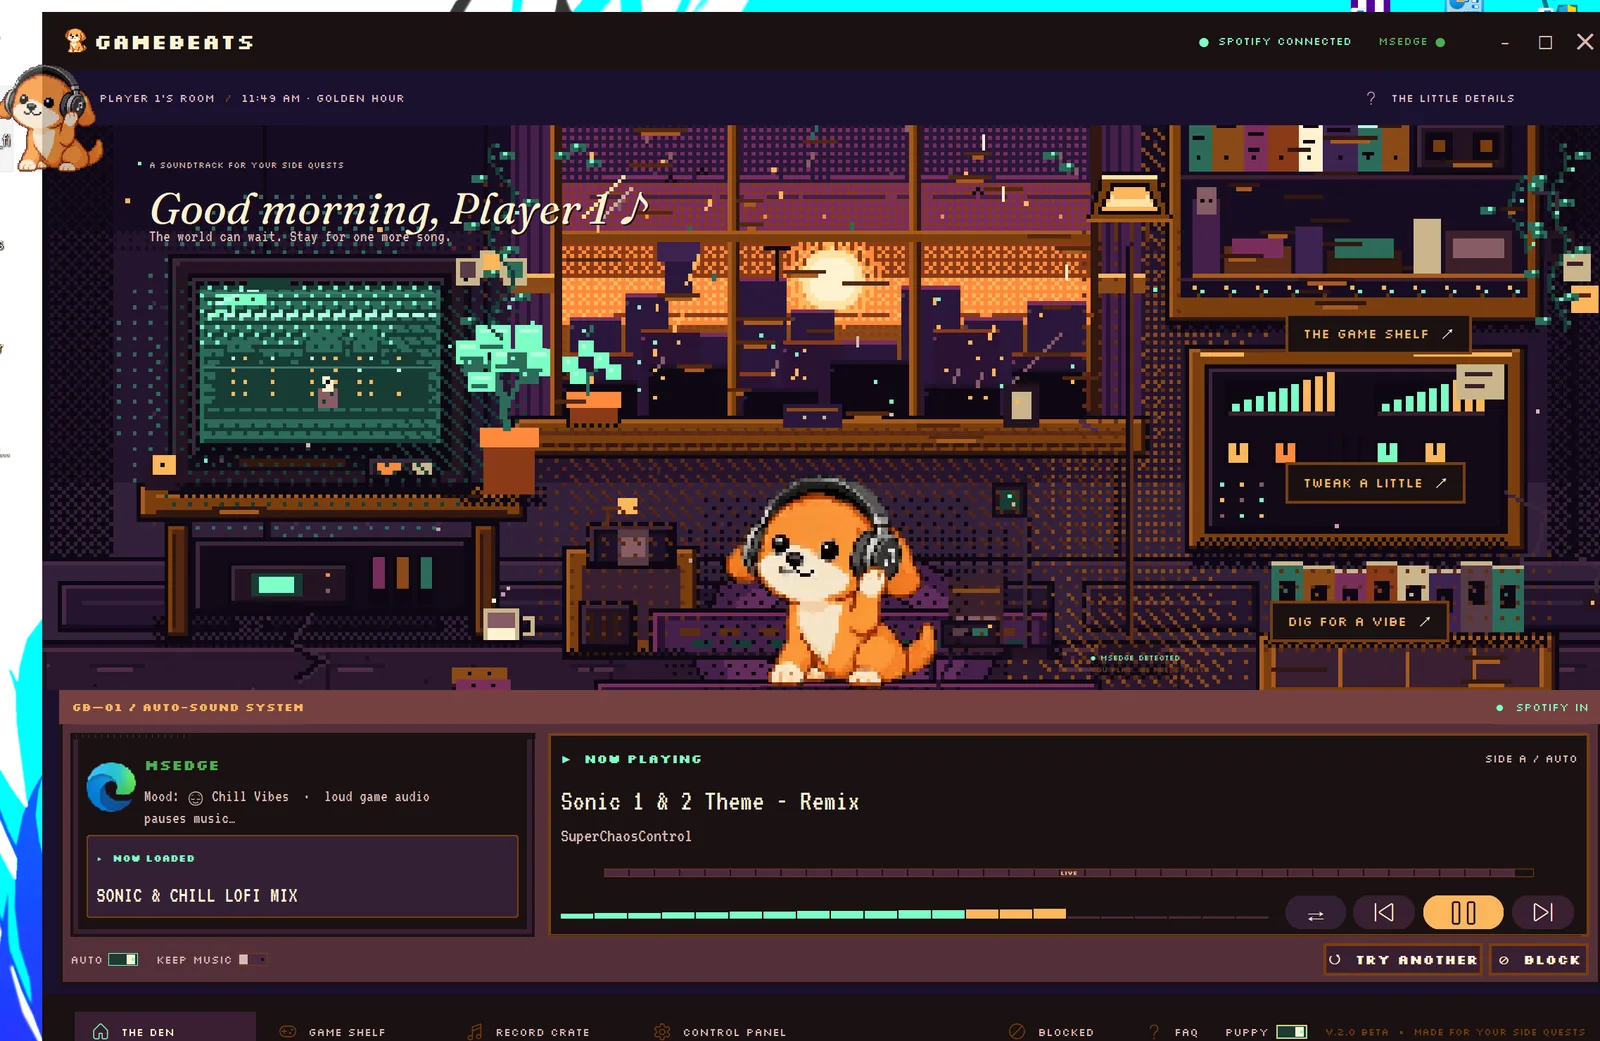 GAMEBEATS
SPOTIFY CONNECTED
MSEDGE
PLAYER 1'S ROOM / 11:49 AM · GOLDEN HOUR
? THE LITTLE DETAILS
A SOUNDTRACK FOR YOUR SIDE QUESTS
Good morning, Player 1 ♪
The world can wait. Stay for one more song.
THE GAME SHELF ↗
TWEAK A LITTLE ↗
DIG FOR A VIBE ↗
MSEDGE DETECTED
GB—01 / AUTO-SOUND SYSTEM
SPOTIFY IN
MSEDGE
Mood: Chill Vibes · loud game audio
pauses music…
NOW LOADED
SONIC & CHILL LOFI MIX
NOW PLAYING
SIDE A / AUTO
Sonic 1 & 2 Theme - Remix
SuperChaosControl
LIVE
AUTO
KEEP MUSIC
TRY ANOTHER
BLOCK
THE DEN
GAME SHELF
RECORD CRATE
CONTROL PANEL
BLOCKED
? FAQ
PUPPY
V.2.0 BETA • MADE FOR YOUR SIDE QUESTS